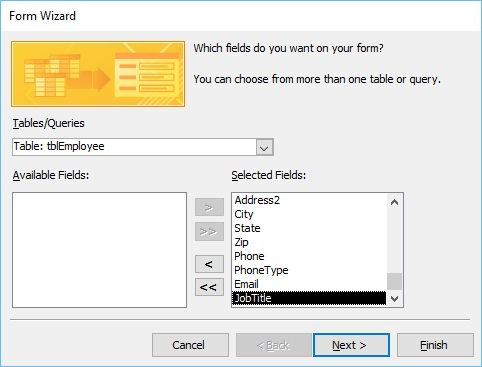 Form Wizard
Which fields do you want on your form?
You can choose from more than one table or query.
Tables/Queries
Table: tblEmployee
Available Fields:
Selected Fields:
>
>>
<
<<
Address2
City
State
Zip
Phone
PhoneType
Email
JobTitle
Cancel
< Back
Next >
Finish